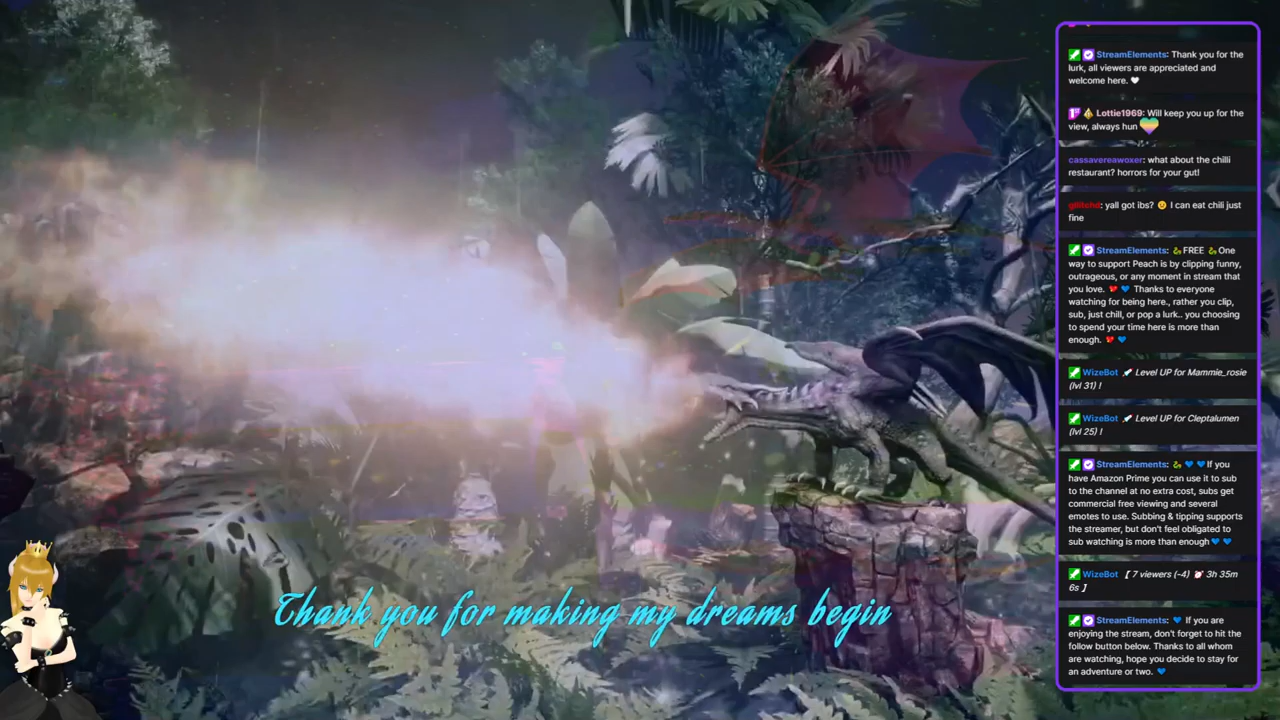 StreamElements: Thank you for the
lurk, all viewers are appreciated and
welcome here.
Lottie1969: Will keep you up for the
view, always hun
cassavereawoxer: what about the chilli
restaurant? horrors for your gut!
gllitchd: yall got ibs? I can eat chili just
fine
StreamElements: FREE One
way to support Peach is by clipping funny,
outrageous, or any moment in stream that
you love. Thanks to everyone
watching for being here., rather you clip,
sub, just chill, or pop a lurk.. you choosing
to spend your time here is more than
enough.
WizeBot Level UP for Mammie_rosie
(lvl 31) !
WizeBot Level UP for Cleptalumen
(lvl 25) !
StreamElements: If you
have Amazon Prime you can use it to sub
to the channel at no extra cost, subs get
commercial free viewing and several
emotes to use. Subbing & tipping supports
the streamer, but don't feel obligated to
sub watching is more than enough
WizeBot 【 7 viewers (~4) 3h 35m
6s 】
StreamElements: If you are
enjoying the stream, don't forget to hit the
follow button below. Thanks to all whom
are watching, hope you decide to stay for
an adventure or two.
Thank you for making my dreams begin